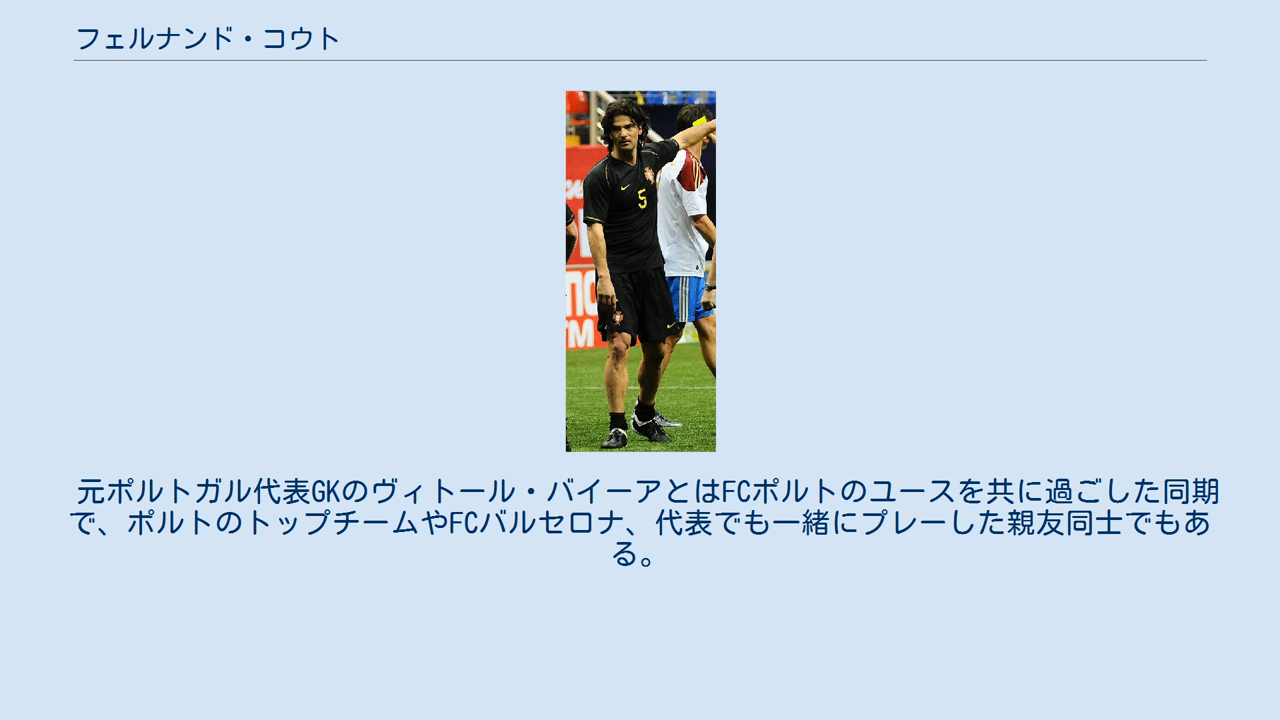 フェルナンド・コウト
5
元ポルトガル代表GKのヴィトール・バイーアとはFCポルトのユースを共に過ごした同期
で、ポルトのトップチームやFCバルセロナ、代表でも一緒にプレーした親友同士でもあ
る。